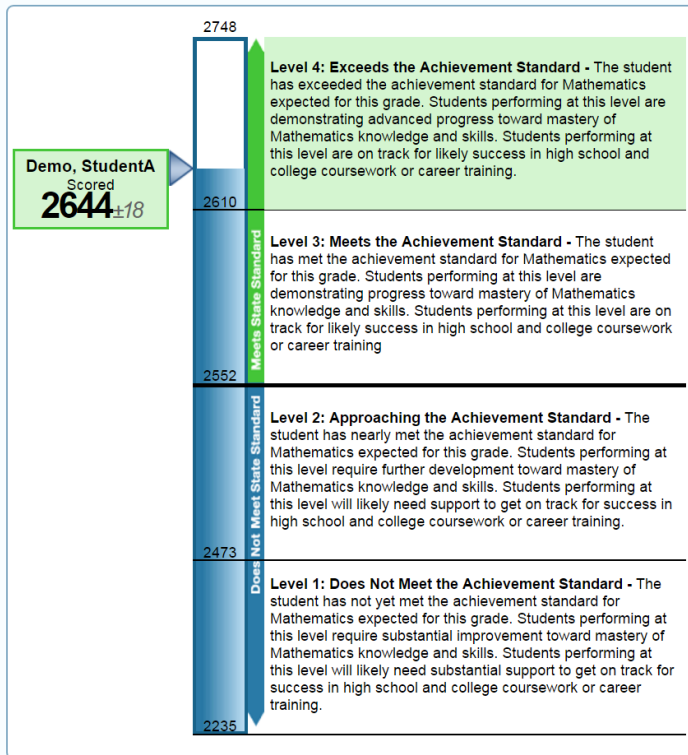 2748
Level 4: Exceeds the Achievement Standard - The student
has exceeded the achievement standard for Mathematics
expected for this grade. Students performing at this level are
demonstrating advanced progress toward mastery of
Mathematics knowledge and skills. Students performing at
this level are on track for likely success in high school and
college coursework or career training.
Demo, StudentA
Scored
2644±18
2610
Meets State Standard
Level 3: Meets the Achievement Standard - The student
has met the achievement standard for Mathematics expected
for this grade. Students performing at this level are
demonstrating progress toward mastery of Mathematics
knowledge and skills. Students performing at this level are on
track for likely success in high school and college coursework
or career training
2552
Does Not Meet State Standard
Level 2: Approaching the Achievement Standard - The
student has nearly met the achievement standard for
Mathematics expected for this grade. Students performing at
this level require further development toward mastery of
Mathematics knowledge and skills. Students performing at
this level will likely need support to get on track for success in
high school and college coursework or career training.
2473
Level 1: Does Not Meet the Achievement Standard - The
student has not yet met the achievement standard for
Mathematics expected for this grade. Students performing at
this level require substantial improvement toward mastery of
Mathematics knowledge and skills. Students performing at
this level will likely need substantial support to get on track for
success in high school and college coursework or career
training.
2235